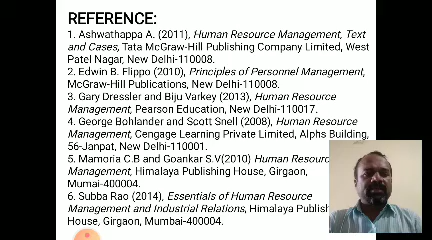 REFERENCE:
1. Ashwathappa A. (2011), Human Resource Management, Text
and Cases, Tata McGraw-Hill Publishing Company Limited, West
Patel Nagar, New Delhi-110008.
2. Edwin B. Flippo (2010), Principles of Personnel Management,
McGraw-Hill Publications, New Delhi-110008.
3. Gary Dressler and Biju Varkey (2013), Human Resource
Management, Pearson Education, New Delhi-110017.
4. George Bohlander and Scott Snell (2008), Human Resource
Management, Cengage Learning Private Limited, Alphs Building,
56-Janpat, New Delhi-110001.
5. Mamoria C.B and Goankar S.V(2010) Human
Management, Himalaya Publishing House, Girgaon,
Mumai-400004.
6. Subba Rao (2014), Essentials of Human Resource
Management and Industrial Relations, Himalaya
House, Girgaon, Mumbai-400004.